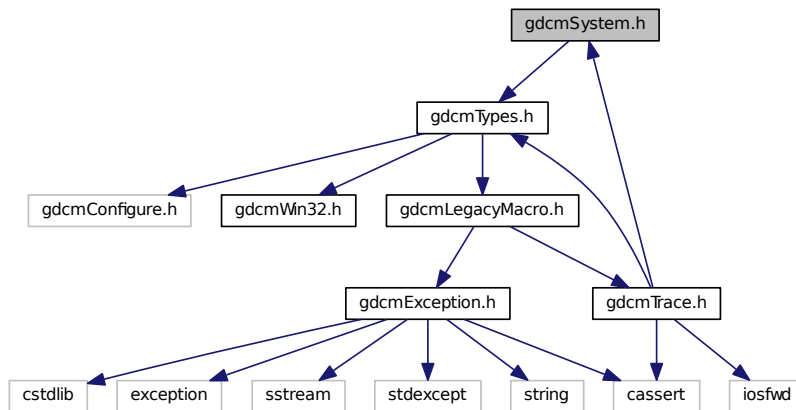 gdcmSystem.h
gdcmTypes.h
gdcmConfigure.h
gdcmWin32.h
gdcmLegacyMacro.h
gdcmException.h
gdcmTrace.h
cstdlib
exception
sstream
stdexcept
string
cassert
iosfwd